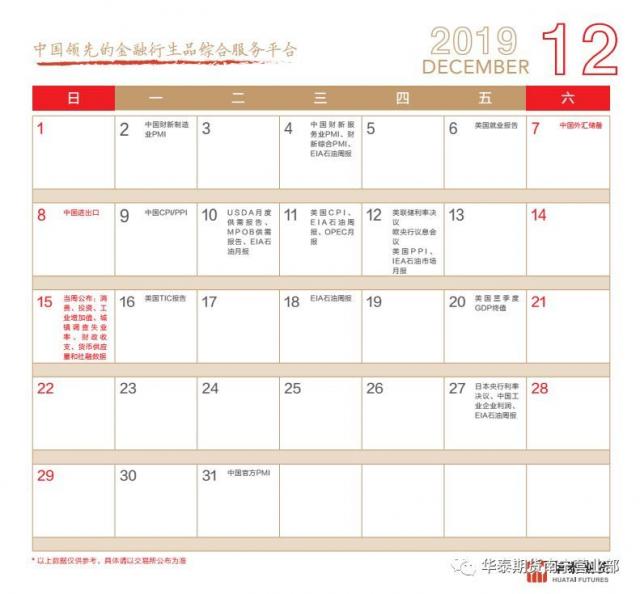 中国领先的金融衍生品综合服务平台
2019
DECEMBER
12
日 一 二 三 四 五 六
1
2 中国财新制造
业PMI
3
4 中国财新服
务业PMI、财
新综合PMI、
EIA石油周报
5
6 美国就业报告
7 中国外汇储备
8 中国进出口
9 中国CPI/PPI
10 USDA月度
供需报告、
MPOB供需
报告、EIA石
油月报
11 美国CPI、
EIA石油周
报、OPEC月
报
12 美联储利率决
议
欧央行议息会
议
美国PPI、
IEA石油市场
月报
13
14
15 当周公布：消
费、投资、工
业增加值、城
镇调查失业
率、财政收
支、货币供应
量和社融数据
16 美国TIC报告
17
18 EIA石油周报
19
20 美国三季度
GDP终值
21
22
23
24
25
26
27 日本央行利率
决议、中国工
业企业利润、
EIA石油周报
28
29
30
31 中国官方PMI
* 以上数据仅供参考，具体请以交易所公布为准
华泰期货南宁营业部
HUATAI FUTURES